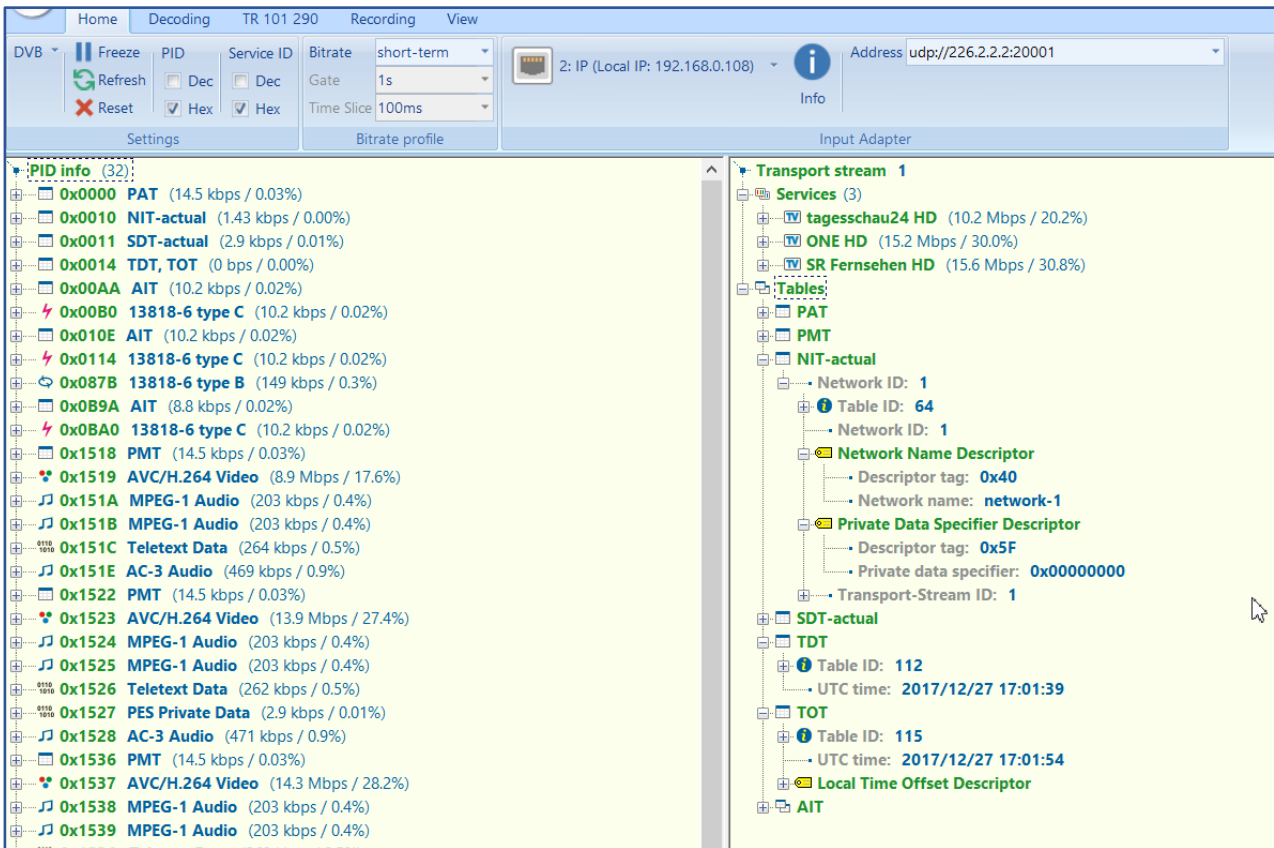 Home Decoding TR 101 290 Recording View
DVB Freeze PID Service ID Bitrate short-term 2: IP (Local IP: 192.168.0.108) Address udp://226.2.2.2:20001
Refresh Dec Dec Gate 1s
Reset Hex Hex Time Slice 100ms Info
Settings Bitrate profile Input Adapter
PID info (32)
0x0000 PAT (14.5 kbps / 0.03%)
0x0010 NIT-actual (1.43 kbps / 0.00%)
0x0011 SDT-actual (2.9 kbps / 0.01%)
0x0014 TDT, TOT (0 bps / 0.00%)
0x00AA AIT (10.2 kbps / 0.02%)
0x00B0 13818-6 type C (10.2 kbps / 0.02%)
0x010E AIT (10.2 kbps / 0.02%)
0x0114 13818-6 type C (10.2 kbps / 0.02%)
0x087B 13818-6 type B (149 kbps / 0.3%)
0x0B9A AIT (8.8 kbps / 0.02%)
0x0BA0 13818-6 type C (10.2 kbps / 0.02%)
0x1518 PMT (14.5 kbps / 0.03%)
0x1519 AVC/H.264 Video (8.9 Mbps / 17.6%)
0x151A MPEG-1 Audio (203 kbps / 0.4%)
0x151B MPEG-1 Audio (203 kbps / 0.4%)
0x151C Teletext Data (264 kbps / 0.5%)
0x151E AC-3 Audio (469 kbps / 0.9%)
0x1522 PMT (14.5 kbps / 0.03%)
0x1523 AVC/H.264 Video (13.9 Mbps / 27.4%)
0x1524 MPEG-1 Audio (203 kbps / 0.4%)
0x1525 MPEG-1 Audio (203 kbps / 0.4%)
0x1526 Teletext Data (262 kbps / 0.5%)
0x1527 PES Private Data (2.9 kbps / 0.01%)
0x1528 AC-3 Audio (471 kbps / 0.9%)
0x1536 PMT (14.5 kbps / 0.03%)
0x1537 AVC/H.264 Video (14.3 Mbps / 28.2%)
0x1538 MPEG-1 Audio (203 kbps / 0.4%)
0x1539 MPEG-1 Audio (203 kbps / 0.4%)
Transport stream 1
Services (3)
TV tagesschau24 HD (10.2 Mbps / 20.2%)
TV ONE HD (15.2 Mbps / 30.0%)
TV SR Fernsehen HD (15.6 Mbps / 30.8%)
Tables
PAT
PMT
NIT-actual
Network ID: 1
Table ID: 64
Network ID: 1
Network Name Descriptor
Descriptor tag: 0x40
Network name: network-1
Private Data Specifier Descriptor
Descriptor tag: 0x5F
Private data specifier: 0x00000000
Transport-Stream ID: 1
SDT-actual
TDT
Table ID: 112
UTC time: 2017/12/27 17:01:39
TOT
Table ID: 115
UTC time: 2017/12/27 17:01:54
Local Time Offset Descriptor
AIT